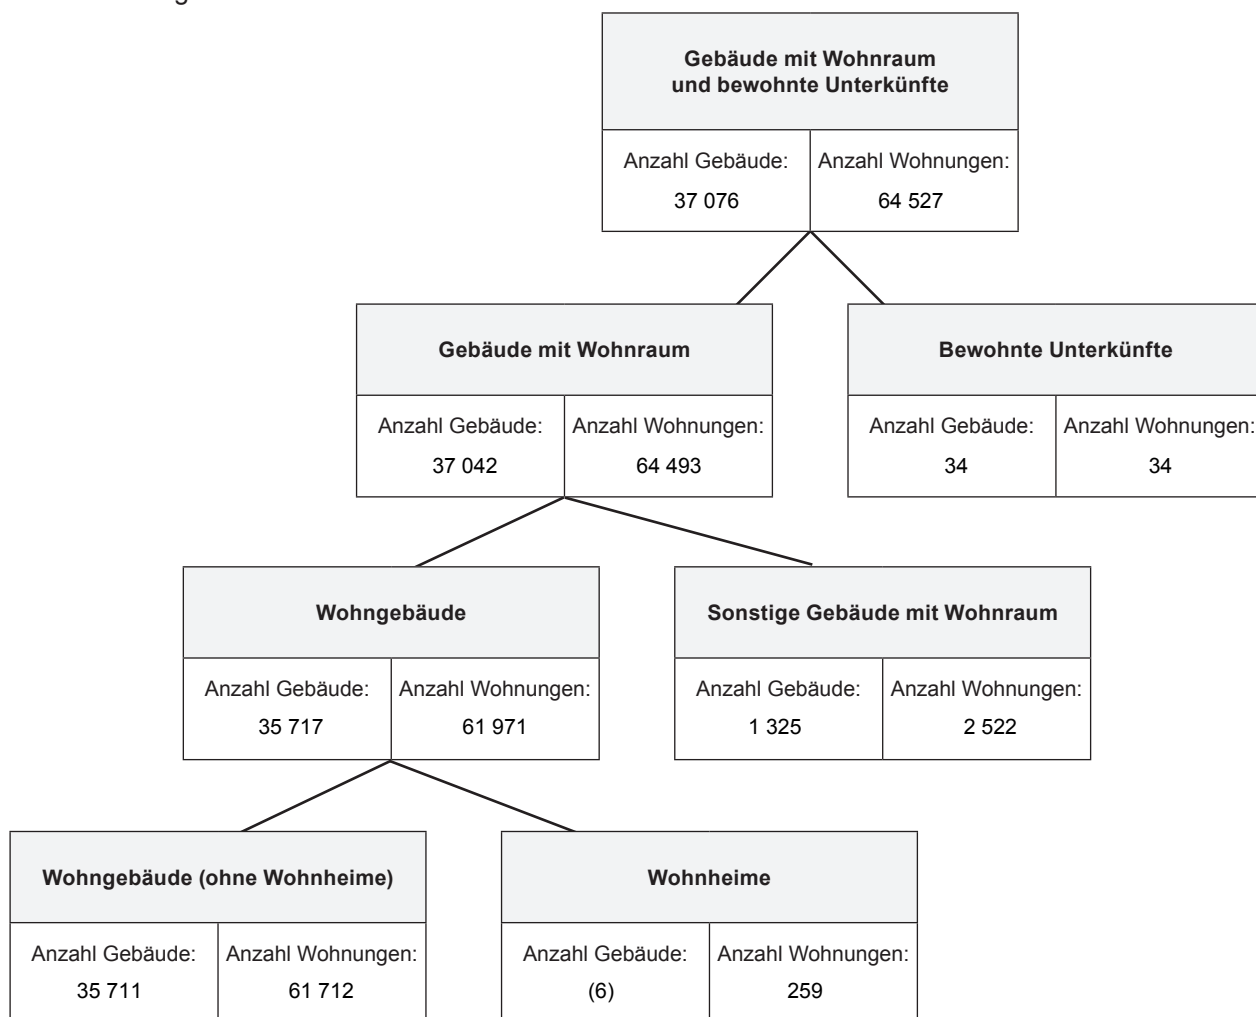 Gebäude mit Wohnraum
und bewohnte Unterkünfte
Anzahl Gebäude: Anzahl Wohnungen:
37 076 64 527
Gebäude mit Wohnraum Bewohnte Unterkünfte
Anzahl Gebäude: Anzahl Wohnungen: Anzahl Gebäude: Anzahl Wohnungen:
37 042 64 493 34 34
Wohngebäude Sonstige Gebäude mit Wohnraum
Anzahl Gebäude: Anzahl Wohnungen: Anzahl Gebäude: Anzahl Wohnungen:
35 717 61 971 1 325 2 522
Wohngebäude (ohne Wohnheime) Wohnheime
Anzahl Gebäude: Anzahl Wohnungen: Anzahl Gebäude: Anzahl Wohnungen:
35 711 61 712 (6) 259